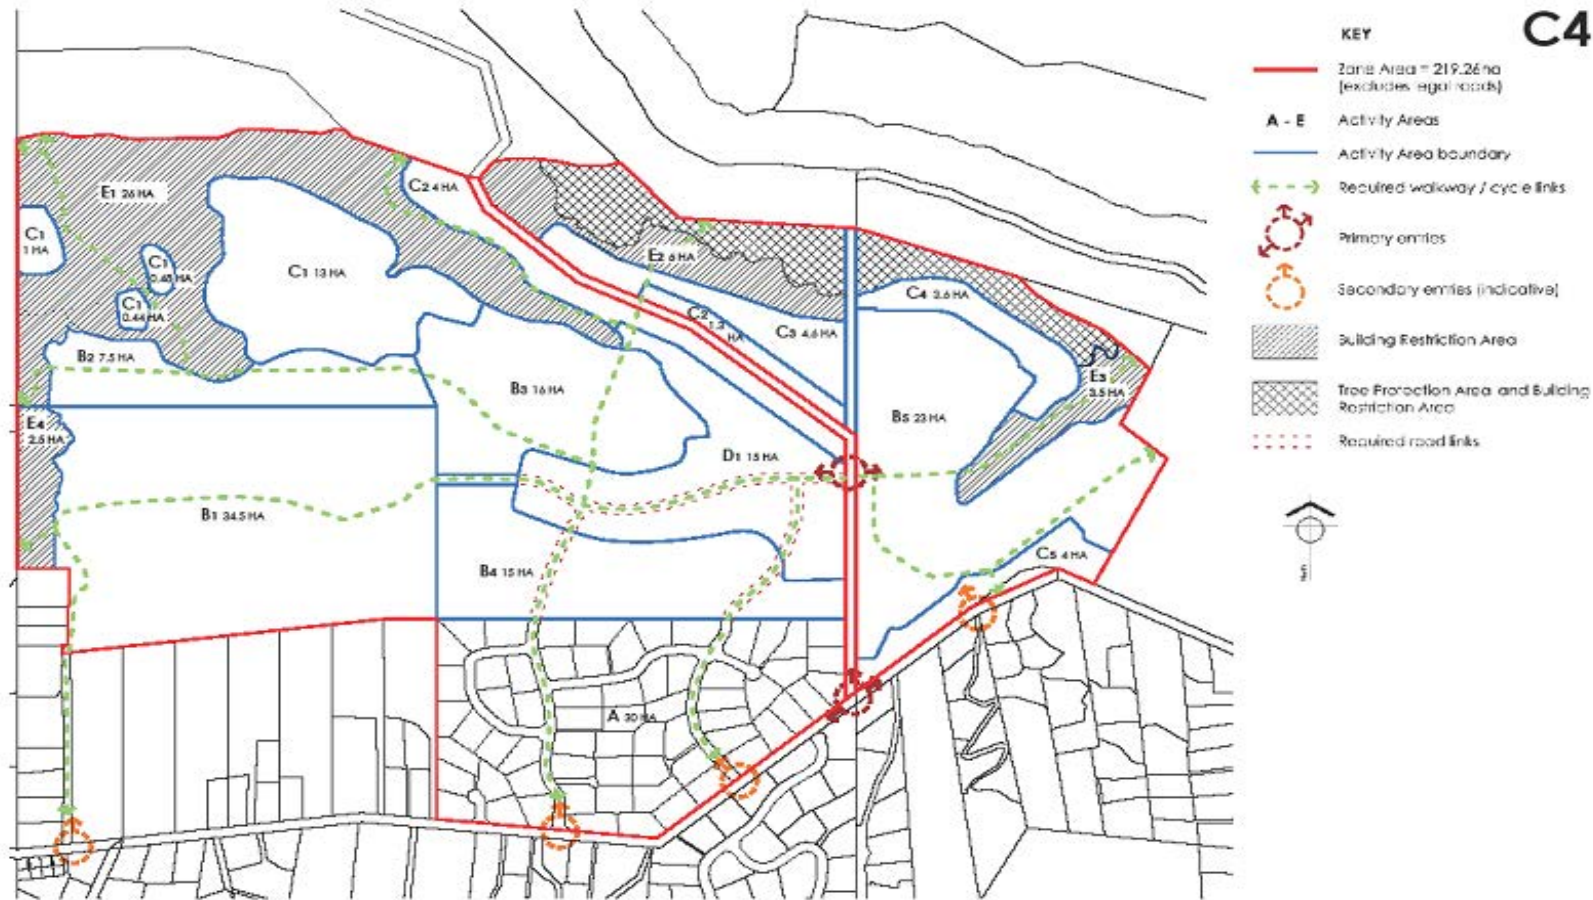 C4
KEY
Zone Area = 219.26ha
(excludes legal roads)
A - E Activity Areas
Activity Area boundary
Required walkway / cycle links
Primary entries
Secondary entries (indicative)
Building Restriction Area
Tree Protection Area and Building
Restriction Area
Required road links
E1 26 HA
C1
1 HA
C1
0.48 HA
C1
0.44 HA
C1 13 HA
C2 4 HA
E2 6 HA
C2
HA
C3 4.6 HA
C4 2.6 HA
E3
3.5 HA
B2 7.5 HA
B3 16 HA
B5 23 HA
E4
2.5 HA
D1 15 HA
B1 34.5 HA
B4 15 HA
C5 4 HA
A 30 HA